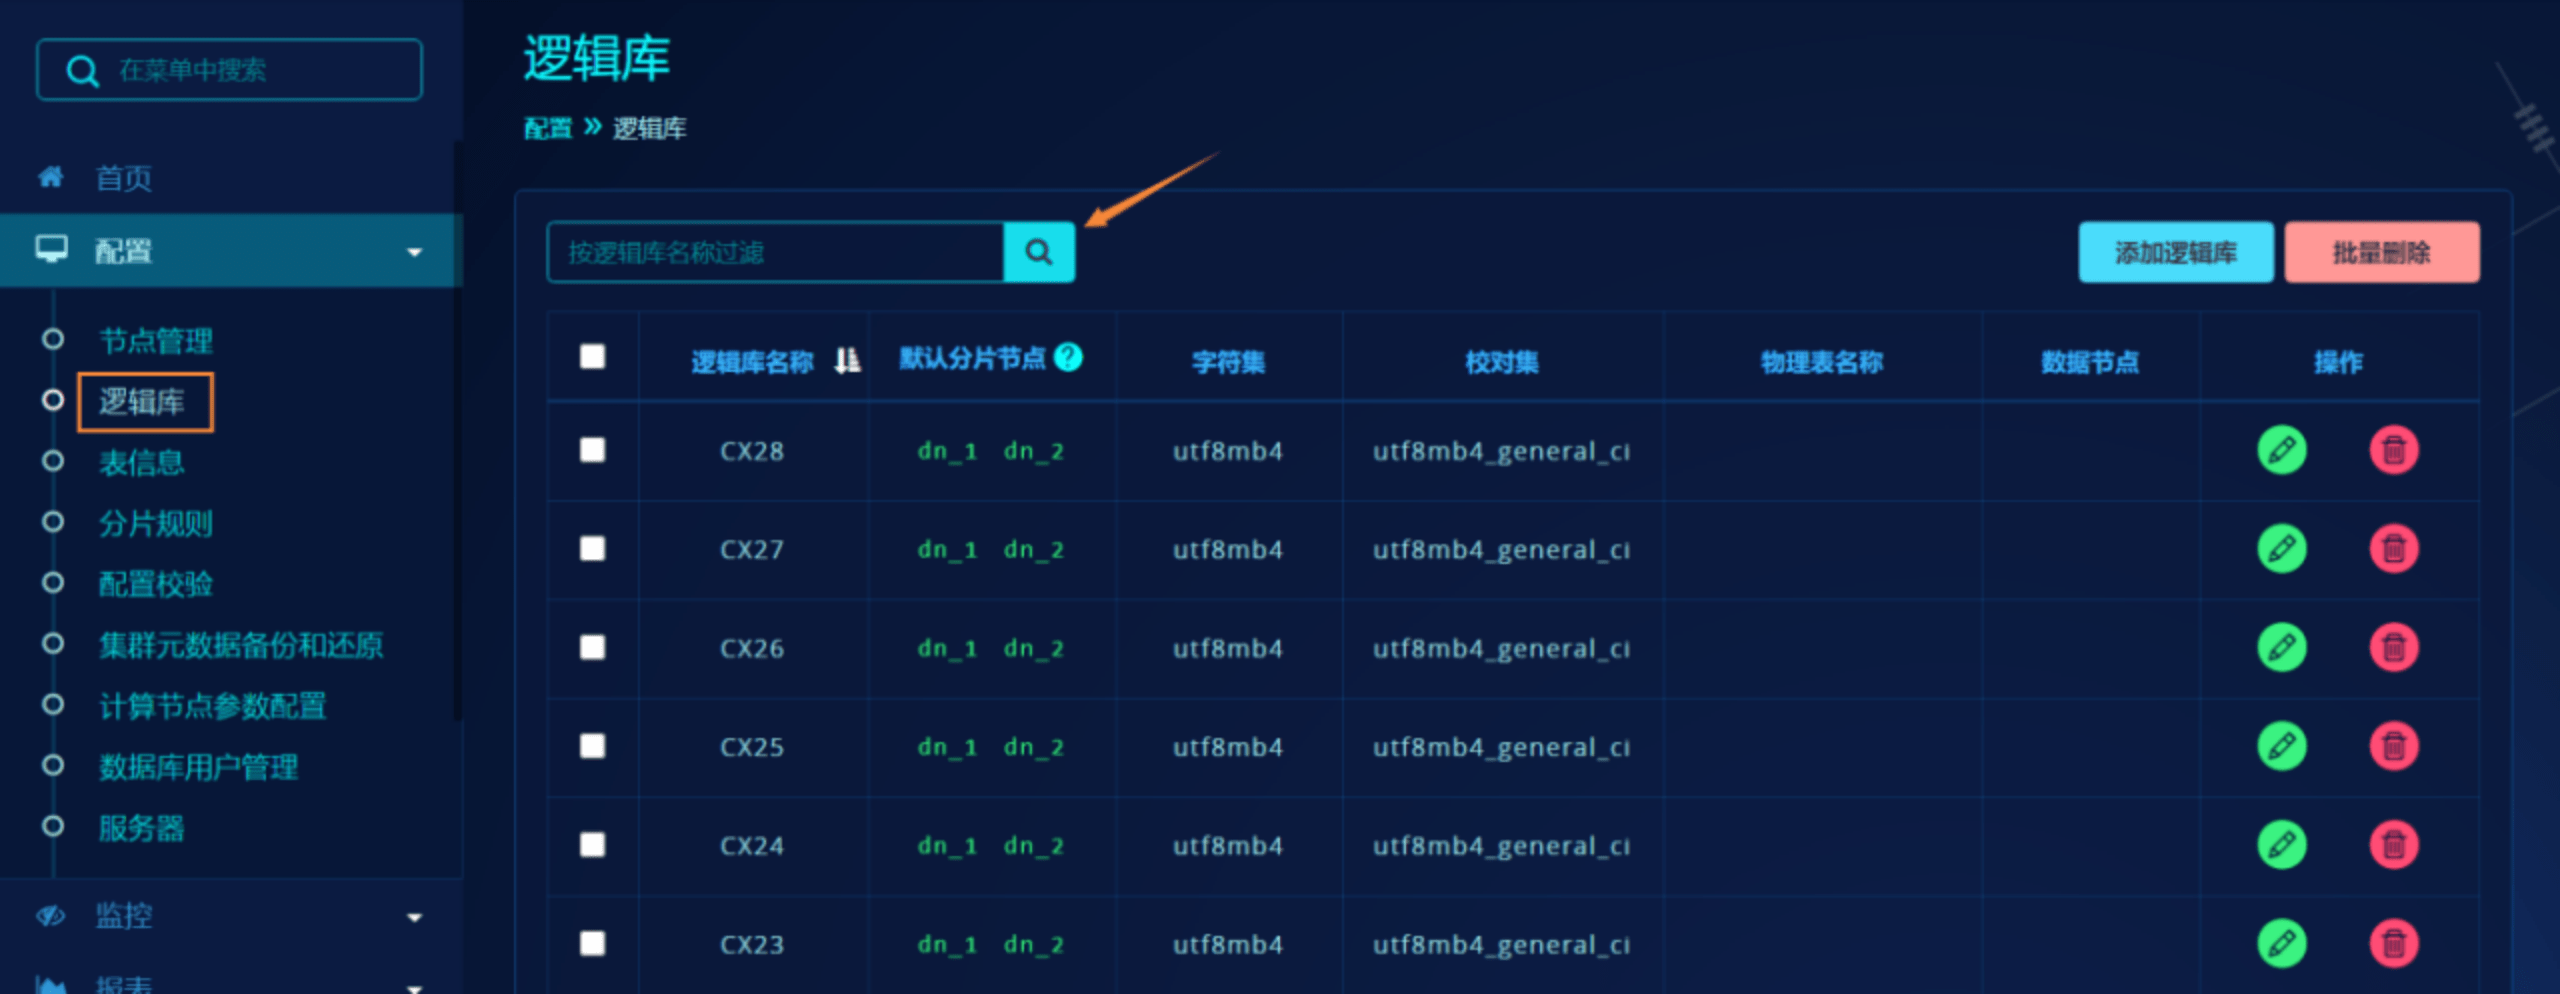 在菜单中搜索
首页
配置
节点管理
逻辑库
表信息
分片规则
配置校验
集群元数据备份和还原
计算节点参数配置
数据库用户管理
服务器
监控
报表
逻辑库
配置 » 逻辑库
按逻辑库名称过滤
添加逻辑库 批量删除
逻辑库名称 默认分片节点 ? 字符集 校对集 物理表名称 数据节点 操作
CX28 dn_1 dn_2 utf8mb4 utf8mb4_general_ci
CX27 dn_1 dn_2 utf8mb4 utf8mb4_general_ci
CX26 dn_1 dn_2 utf8mb4 utf8mb4_general_ci
CX25 dn_1 dn_2 utf8mb4 utf8mb4_general_ci
CX24 dn_1 dn_2 utf8mb4 utf8mb4_general_ci
CX23 dn_1 dn_2 utf8mb4 utf8mb4_general_ci